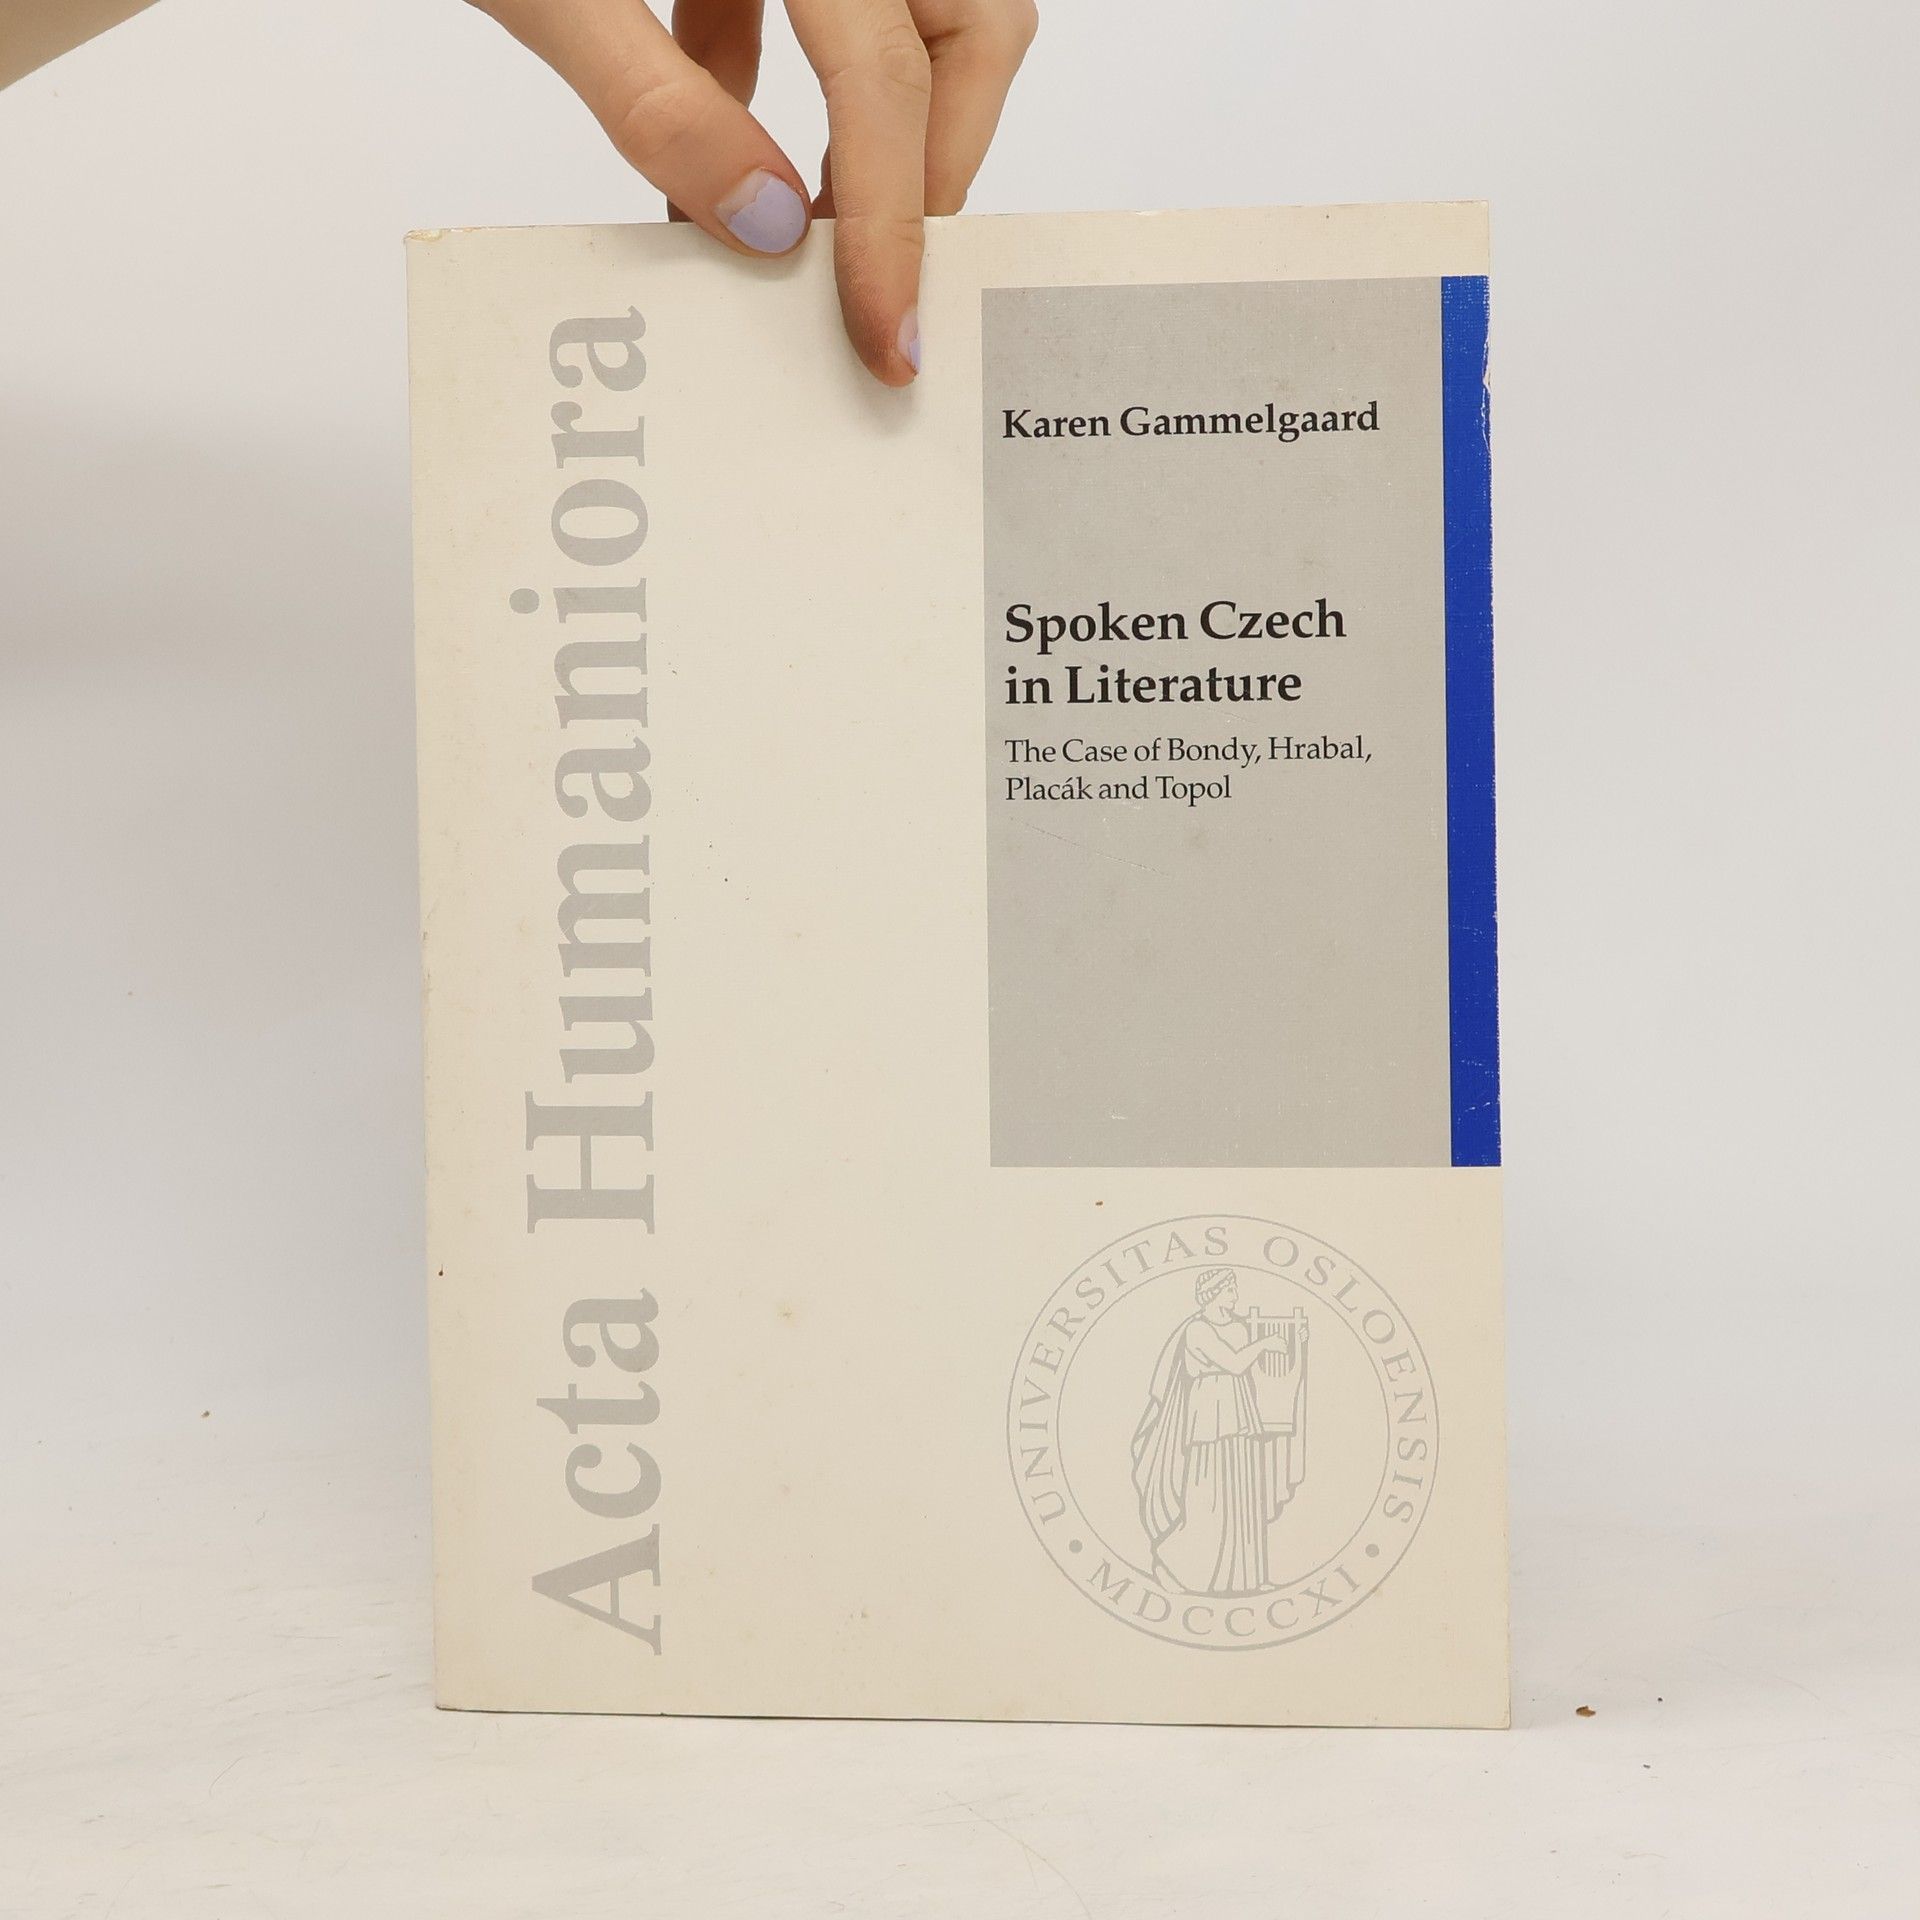 Acta Humaniora
Karen Gammelgaard
Spoken Czech
in Literature
The Case of Bondy, Hrabal,
Placák and Topol
UNIVERSITAS OSLOENSIS
• MDCCCXI •